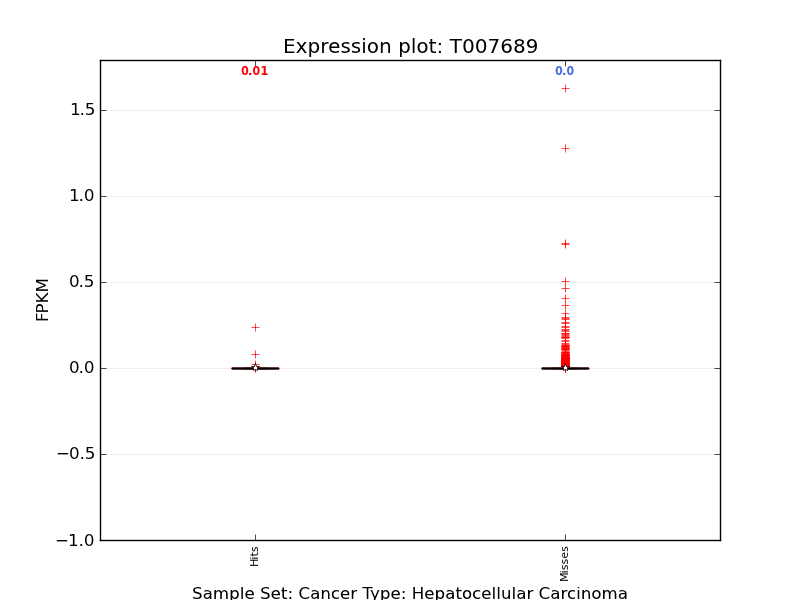 Expression plot: T007689
0.01
0.0
1.5
1.0
0.5
0.0
−0.5
−1.0
FPKM
Hits
Misses
Sample Set: Cancer Type: Hepatocellular Carcinoma